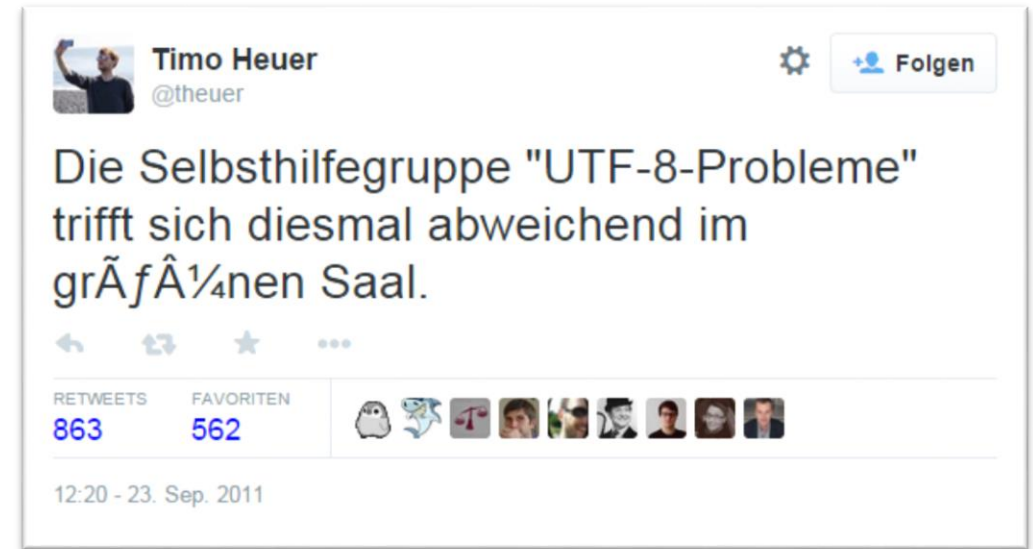 Timo Heuer
@theuer
Folgen
Die Selbsthilfegruppe "UTF-8-Probleme"
trifft sich diesmal abweichend im
grÃƒÂ¼nen Saal.
RETWEETS FAVORITEN
863 562
12:20 - 23. Sep. 2011